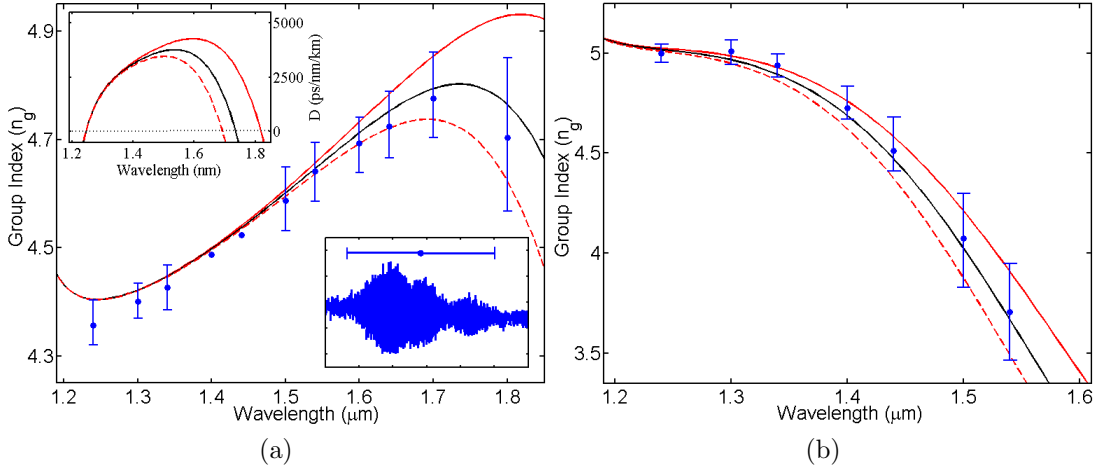 4.9
4.7
4.5
4.3
Group Index (n_g)
1.2 1.3 1.4 1.5 1.6 1.7 1.8
Wavelength (μm)
5000
2500
0
D (ps/nm/km)
1.2 1.4 1.6 1.8
Wavelength (nm)
(a)
5
4.5
4
3.5
Group Index (n_g)
1.2 1.3 1.4 1.5 1.6
Wavelength (μm)
(b)